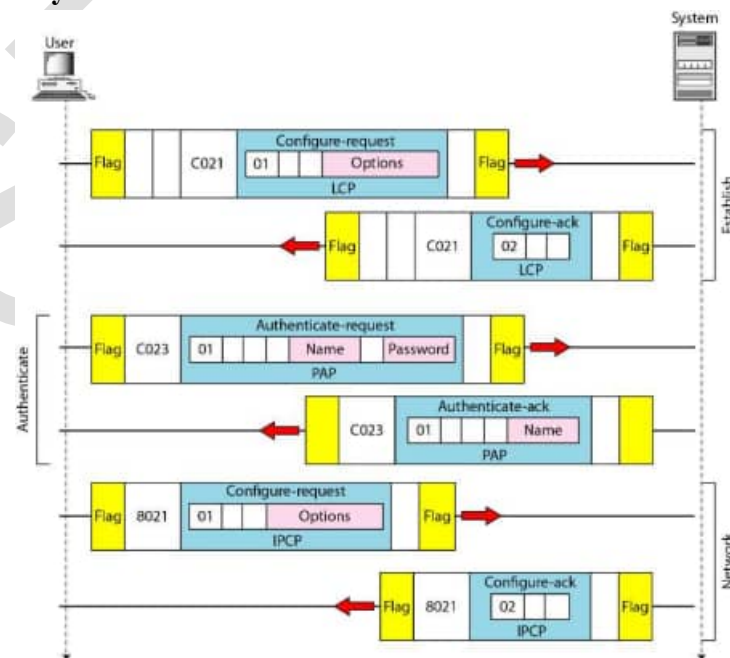 System
User
Configure-request
Flag C021 01 Options Flag
LCP
Establish
Configure-ack
Flag C021 02 Flag
LCP
Authenticate
Authenticate-request
Flag C023 01 Name Password Flag
PAP
Authenticate-ack
C023 01 Name
PAP
Configure-request
Flag 8021 01 Options Flag
IPCP
Network
Configure-ack
Flag 8021 02 Flag
IPCP